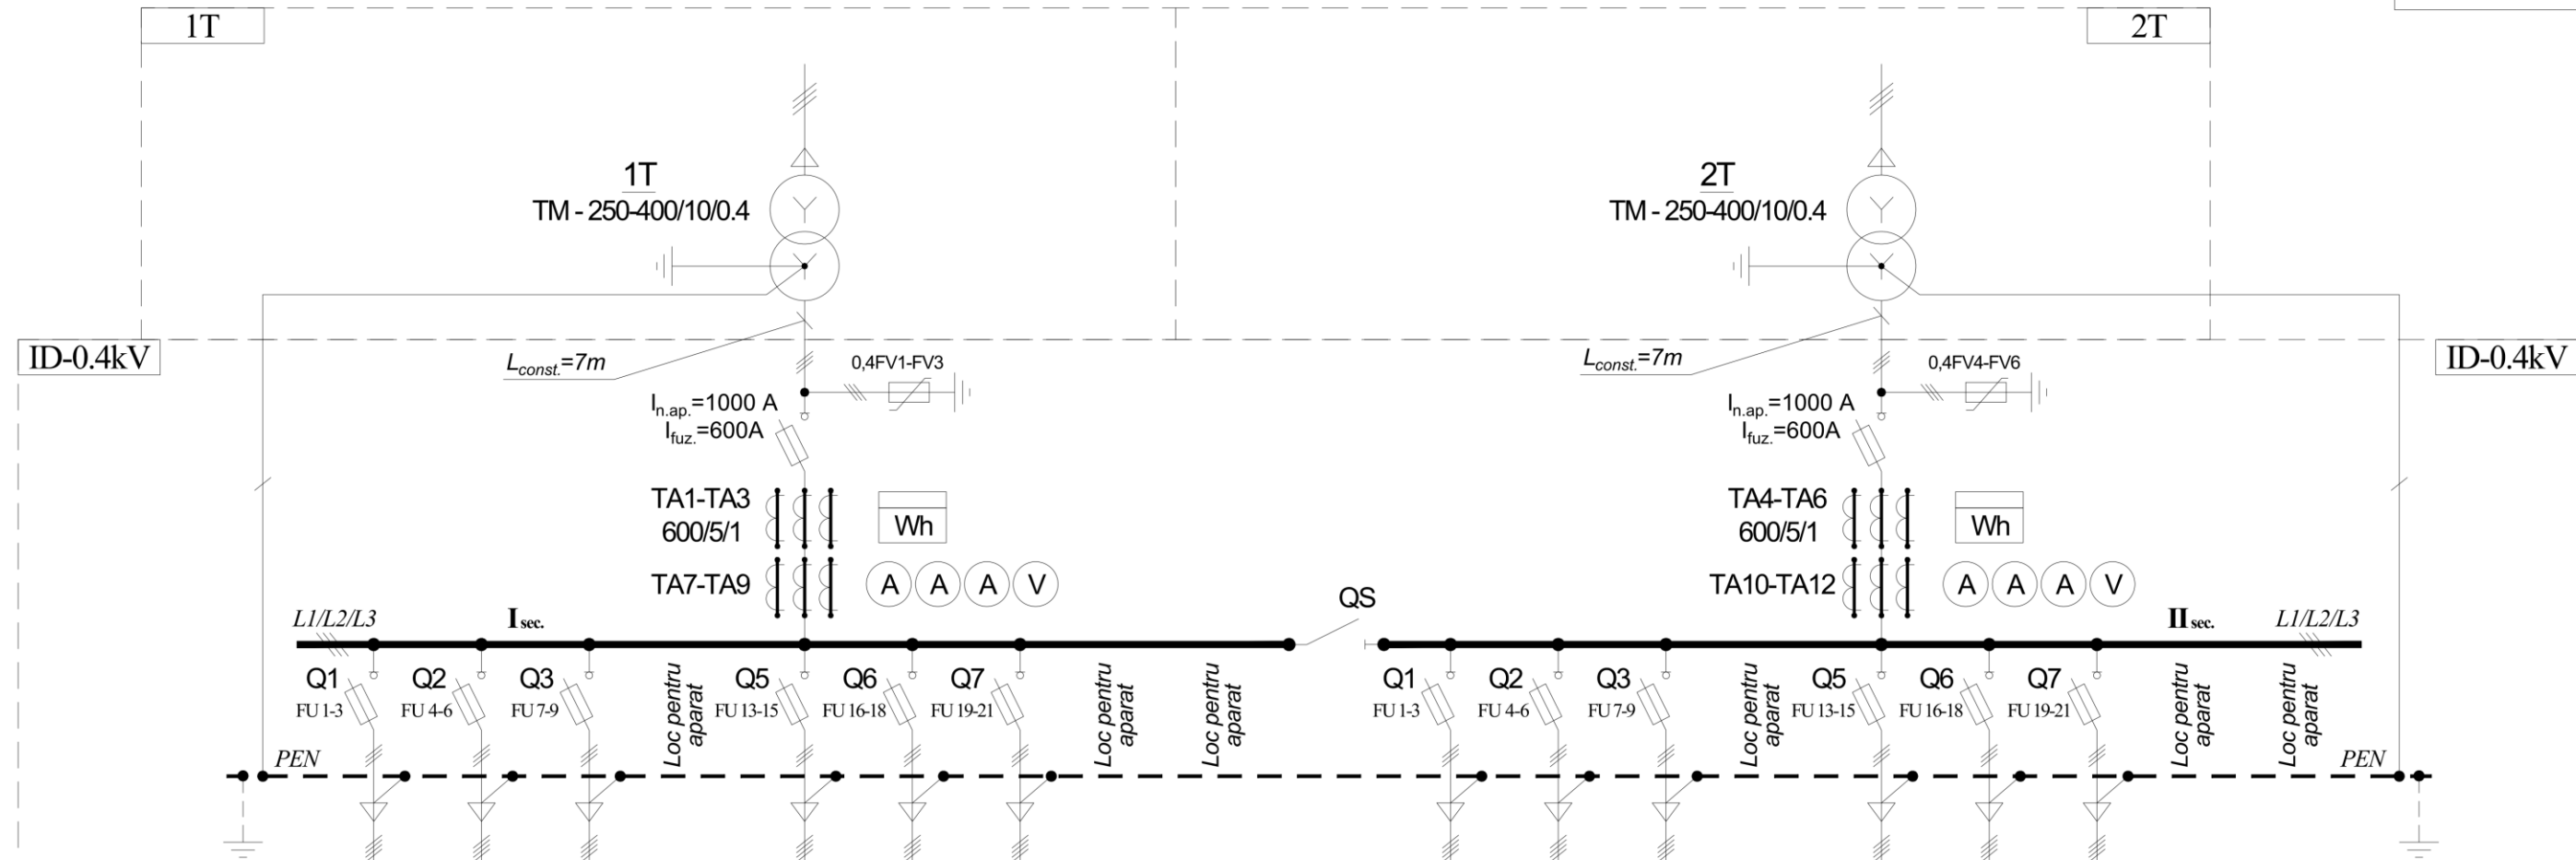 1T
2T
1T
TM - 250-400/10/0.4
2T
TM - 250-400/10/0.4
ID-0.4kV
ID-0.4kV
Lconst.=7m
0,4FV1-FV3
Lconst.=7m
0,4FV4-FV6
In.ap.=1000 A
Ifuz.=600A
In.ap.=1000 A
Ifuz.=600A
TA1-TA3
600/5/1
Wh
TA4-TA6
600/5/1
Wh
TA7-TA9
A A A V
TA10-TA12
A A A V
QS
L1/L2/L3
I sec.
II sec.
L1/L2/L3
Q1
FU 1-3
Q2
FU 4-6
Q3
FU 7-9
Loc pentru
aparat
Q5
FU 13-15
Q6
FU 16-18
Q7
FU 19-21
Loc pentru
aparat
Loc pentru
aparat
Q1
FU 1-3
Q2
FU 4-6
Q3
FU 7-9
Loc pentru
aparat
Q5
FU 13-15
Q6
FU 16-18
Q7
FU 19-21
Loc pentru
aparat
Loc pentru
aparat
PEN
PEN